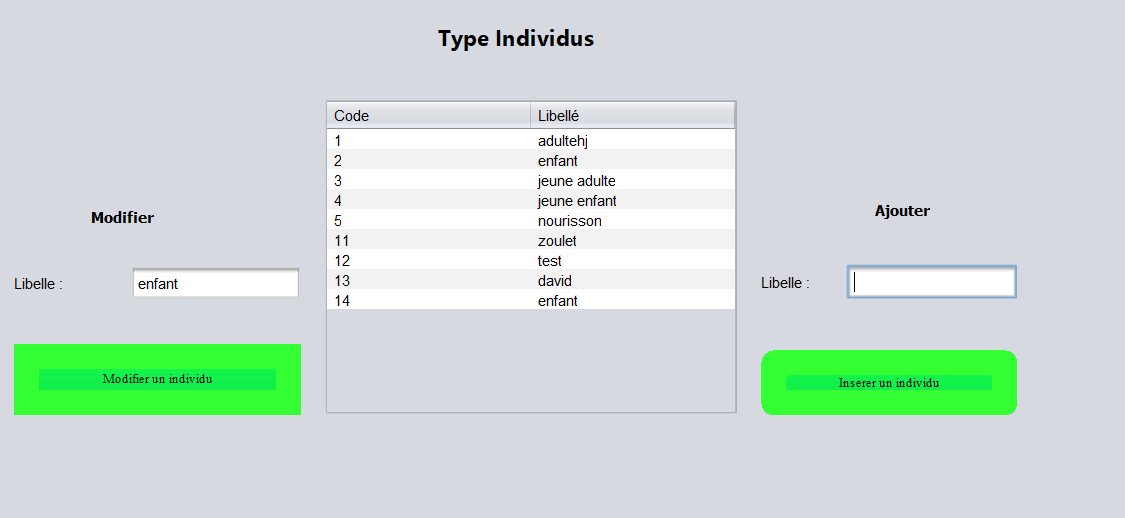 Type Individus
Code Libellé
1 adultehj
2 enfant
3 jeune adulte
4 jeune enfant
5 nourisson
11 zoulet
12 test
13 david
14 enfant
Modifier
Libelle : enfant
Modifier un individu
Ajouter
Libelle :
Inserer un individu